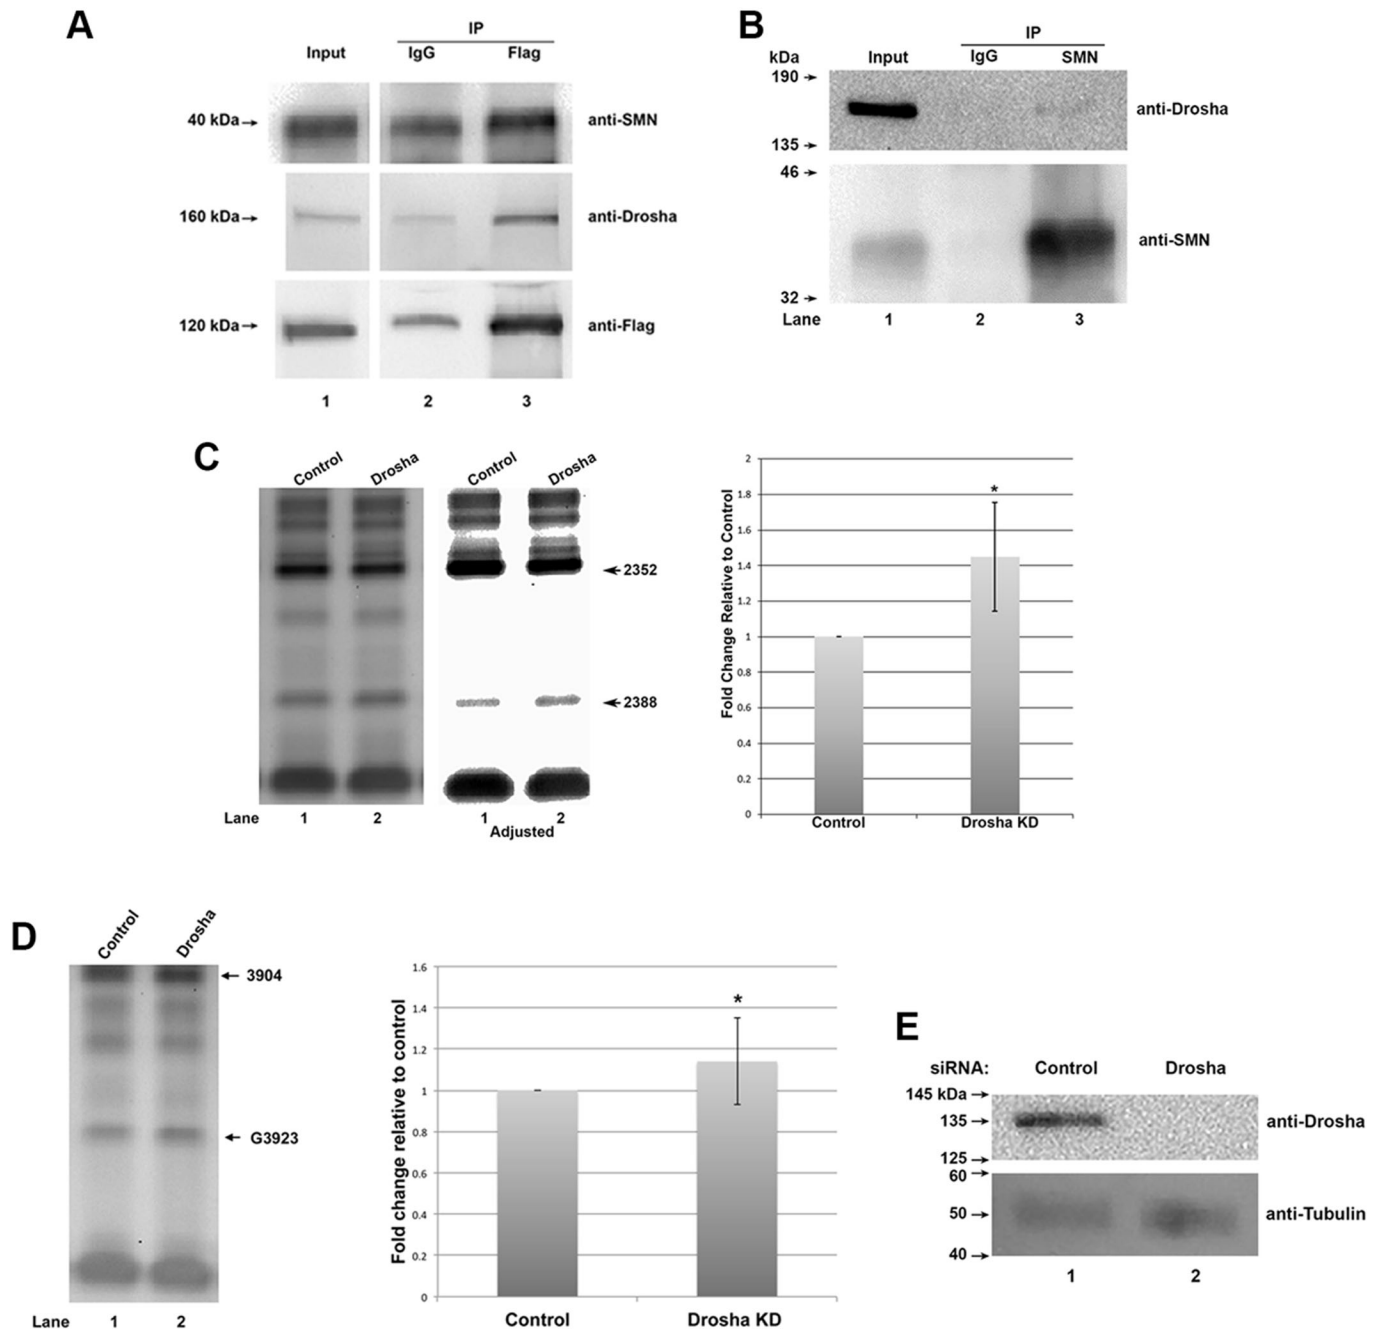 A
IP
Input IgG Flag
40 kDa→ anti-SMN
160 kDa→ anti-Drosha
120 kDa→ anti-Flag
1 2 3
B
IP
kDa Input IgG SMN
190 →
anti-Drosha
135 →
46 →
anti-SMN
32 →
Lane 1 2 3
C
Control Drosha Control Drosha
←2352
←2388
Lane 1 2 1 2
Adjusted
Fold Change Relative to Control
2
*
1.8
1.6
1.4
1.2
1
0.8
0.6
0.4
0.2
0
Control Drosha KD
D
Control Drosha
← 3904
← G3923
Lane 1 2
Fold change relative to control
1.6
1.4
*
1.2
1
0.8
0.6
0.4
0.2
0
Control Drosha KD
E
siRNA: Control Drosha
145 kDa →
135 → anti-Drosha
125 →
60 →
50 → anti-Tubulin
40 →
1 2